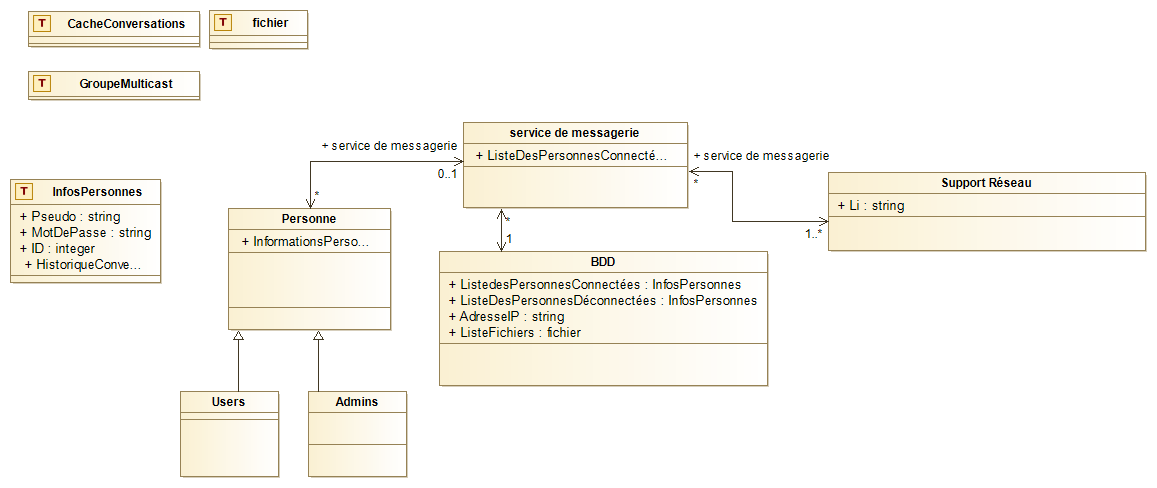 T CacheConversations
T fichier
T GroupeMulticast
service de messagerie
+ ListeDesPersonnesConnecté...
+ service de messagerie
0..1
*
+ service de messagerie
*
1..*
Support Réseau
+ Li : string
T InfosPersonnes
+ Pseudo : string
+ MotDePasse : string
+ ID : integer
+ HistoriqueConve...
Personne
+ InformationsPerso...
*
1
BDD
+ ListedesPersonnesConnectées : InfosPersonnes
+ ListeDesPersonnesDéconnectées : InfosPersonnes
+ AdresseIP : string
+ ListeFichiers : fichier
Users
Admins